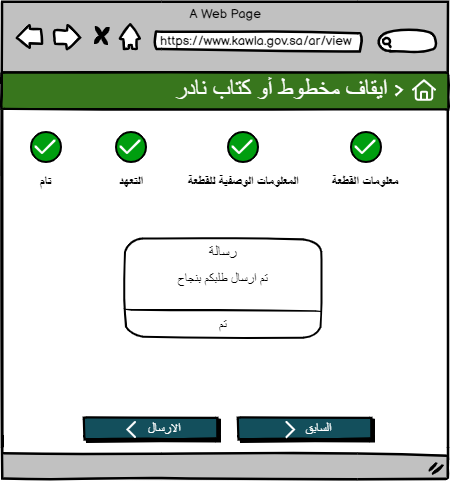 A Web Page
https://www.kawla.gov.sa/ar/view
> ايقاف مخطوط أو كتاب نادر
معلومات القطعة
المعلومات الوصفية للقطعة
التعهد
تام
رسالة
تم ارسال طلبكم بنجاح
تم
السابق
الارسال